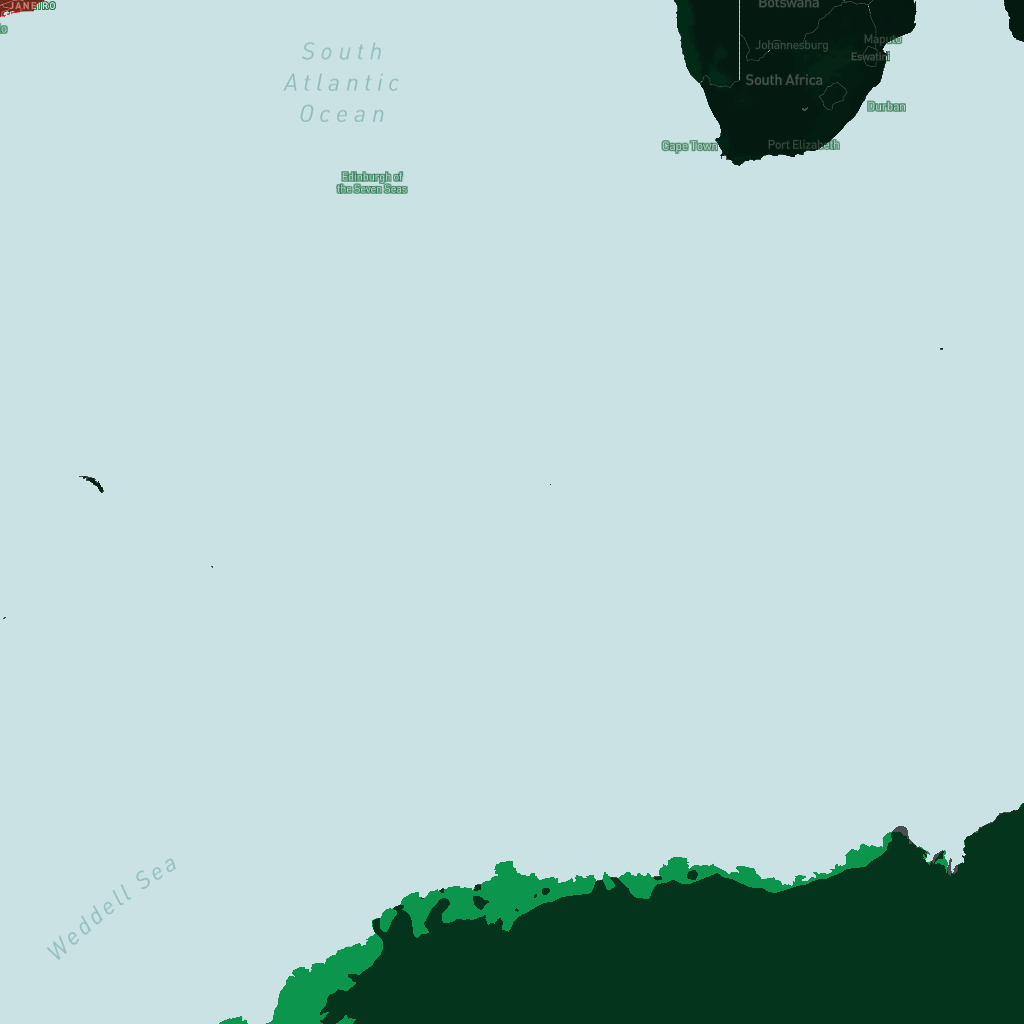 JANEIRO
South
Atlantic
Ocean
Botswana
Johannesburg
Maputo
Eswatini
South Africa
Durban
Cape Town
Port Elizabeth
Edinburgh of
the Seven Seas
Weddell Sea